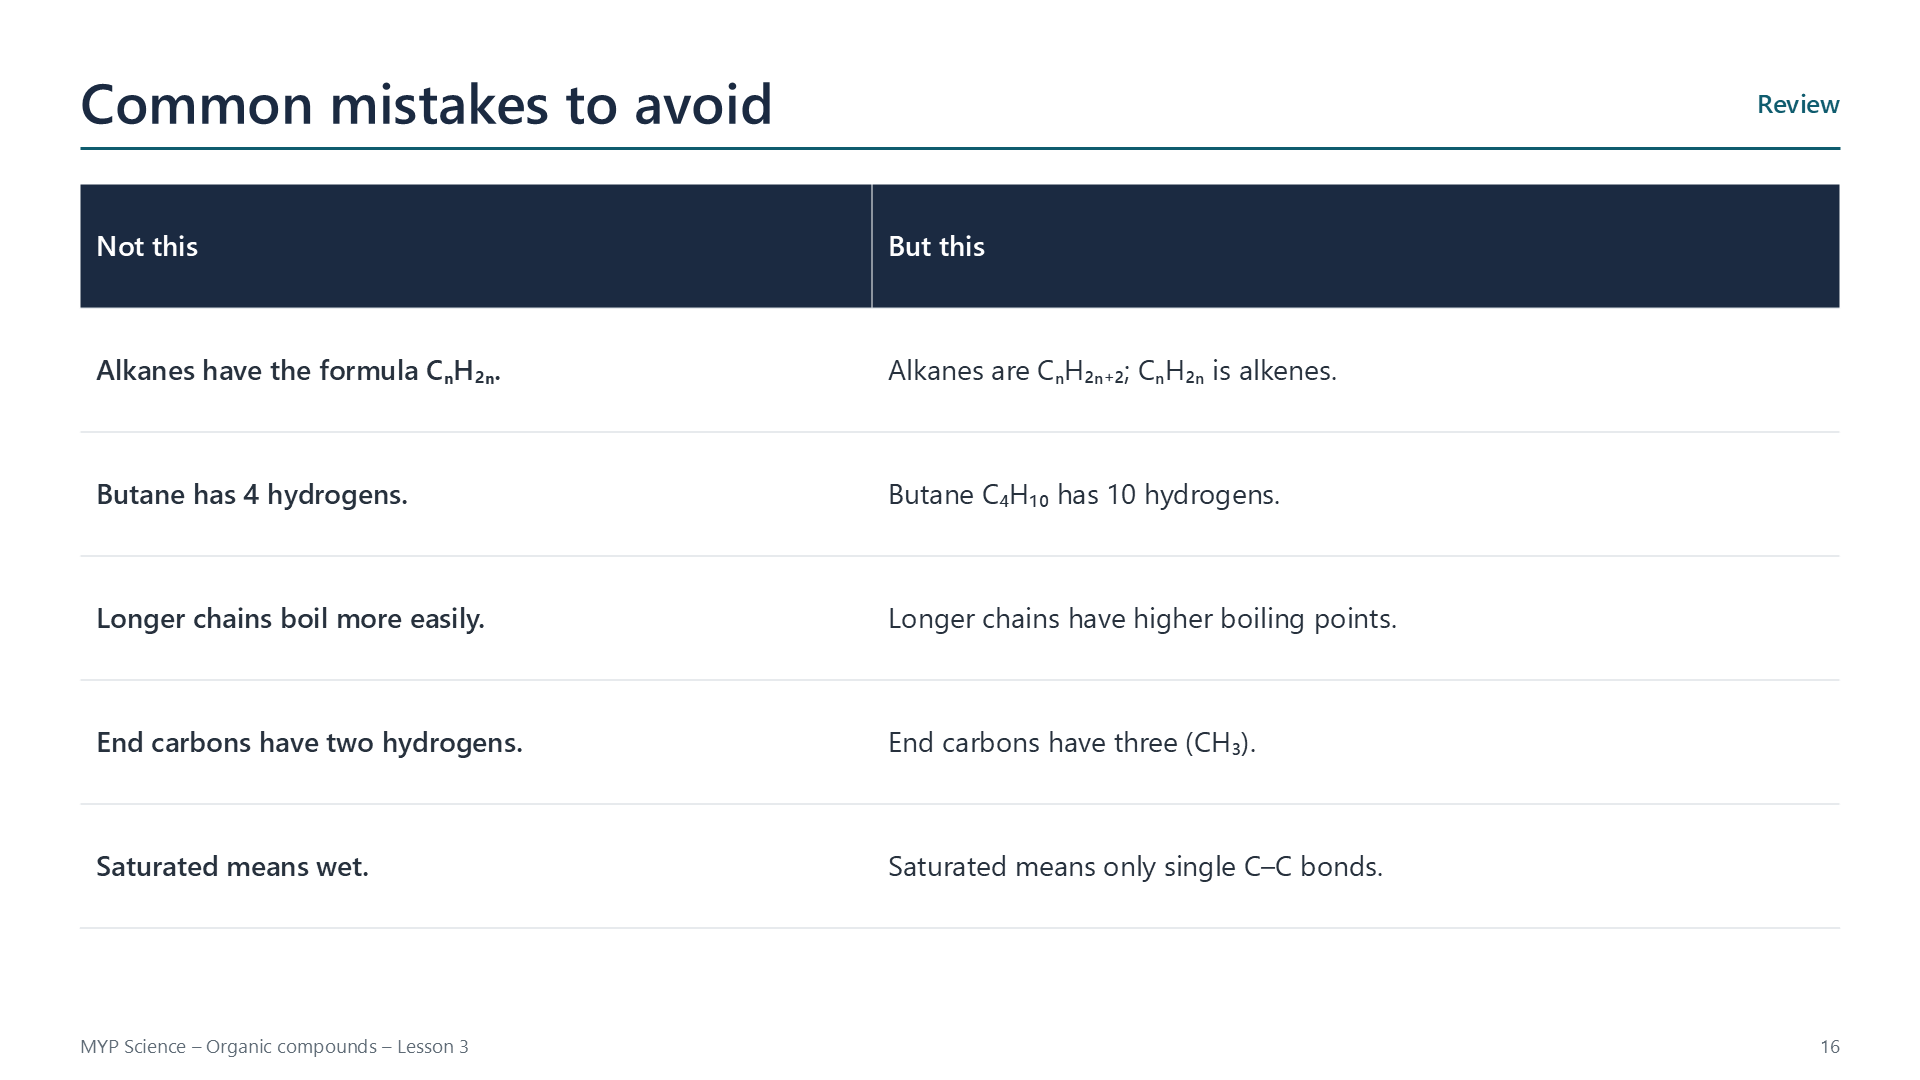 Common mistakes to avoid
Review
Not this
But this
Alkanes have the formula CₙH₂ₙ.
Alkanes are CₙH₂ₙ₊₂; CₙH₂ₙ is alkenes.
Butane has 4 hydrogens.
Butane C₄H₁₀ has 10 hydrogens.
Longer chains boil more easily.
Longer chains have higher boiling points.
End carbons have two hydrogens.
End carbons have three (CH₃).
Saturated means wet.
Saturated means only single C–C bonds.
MYP Science – Organic compounds – Lesson 3
16